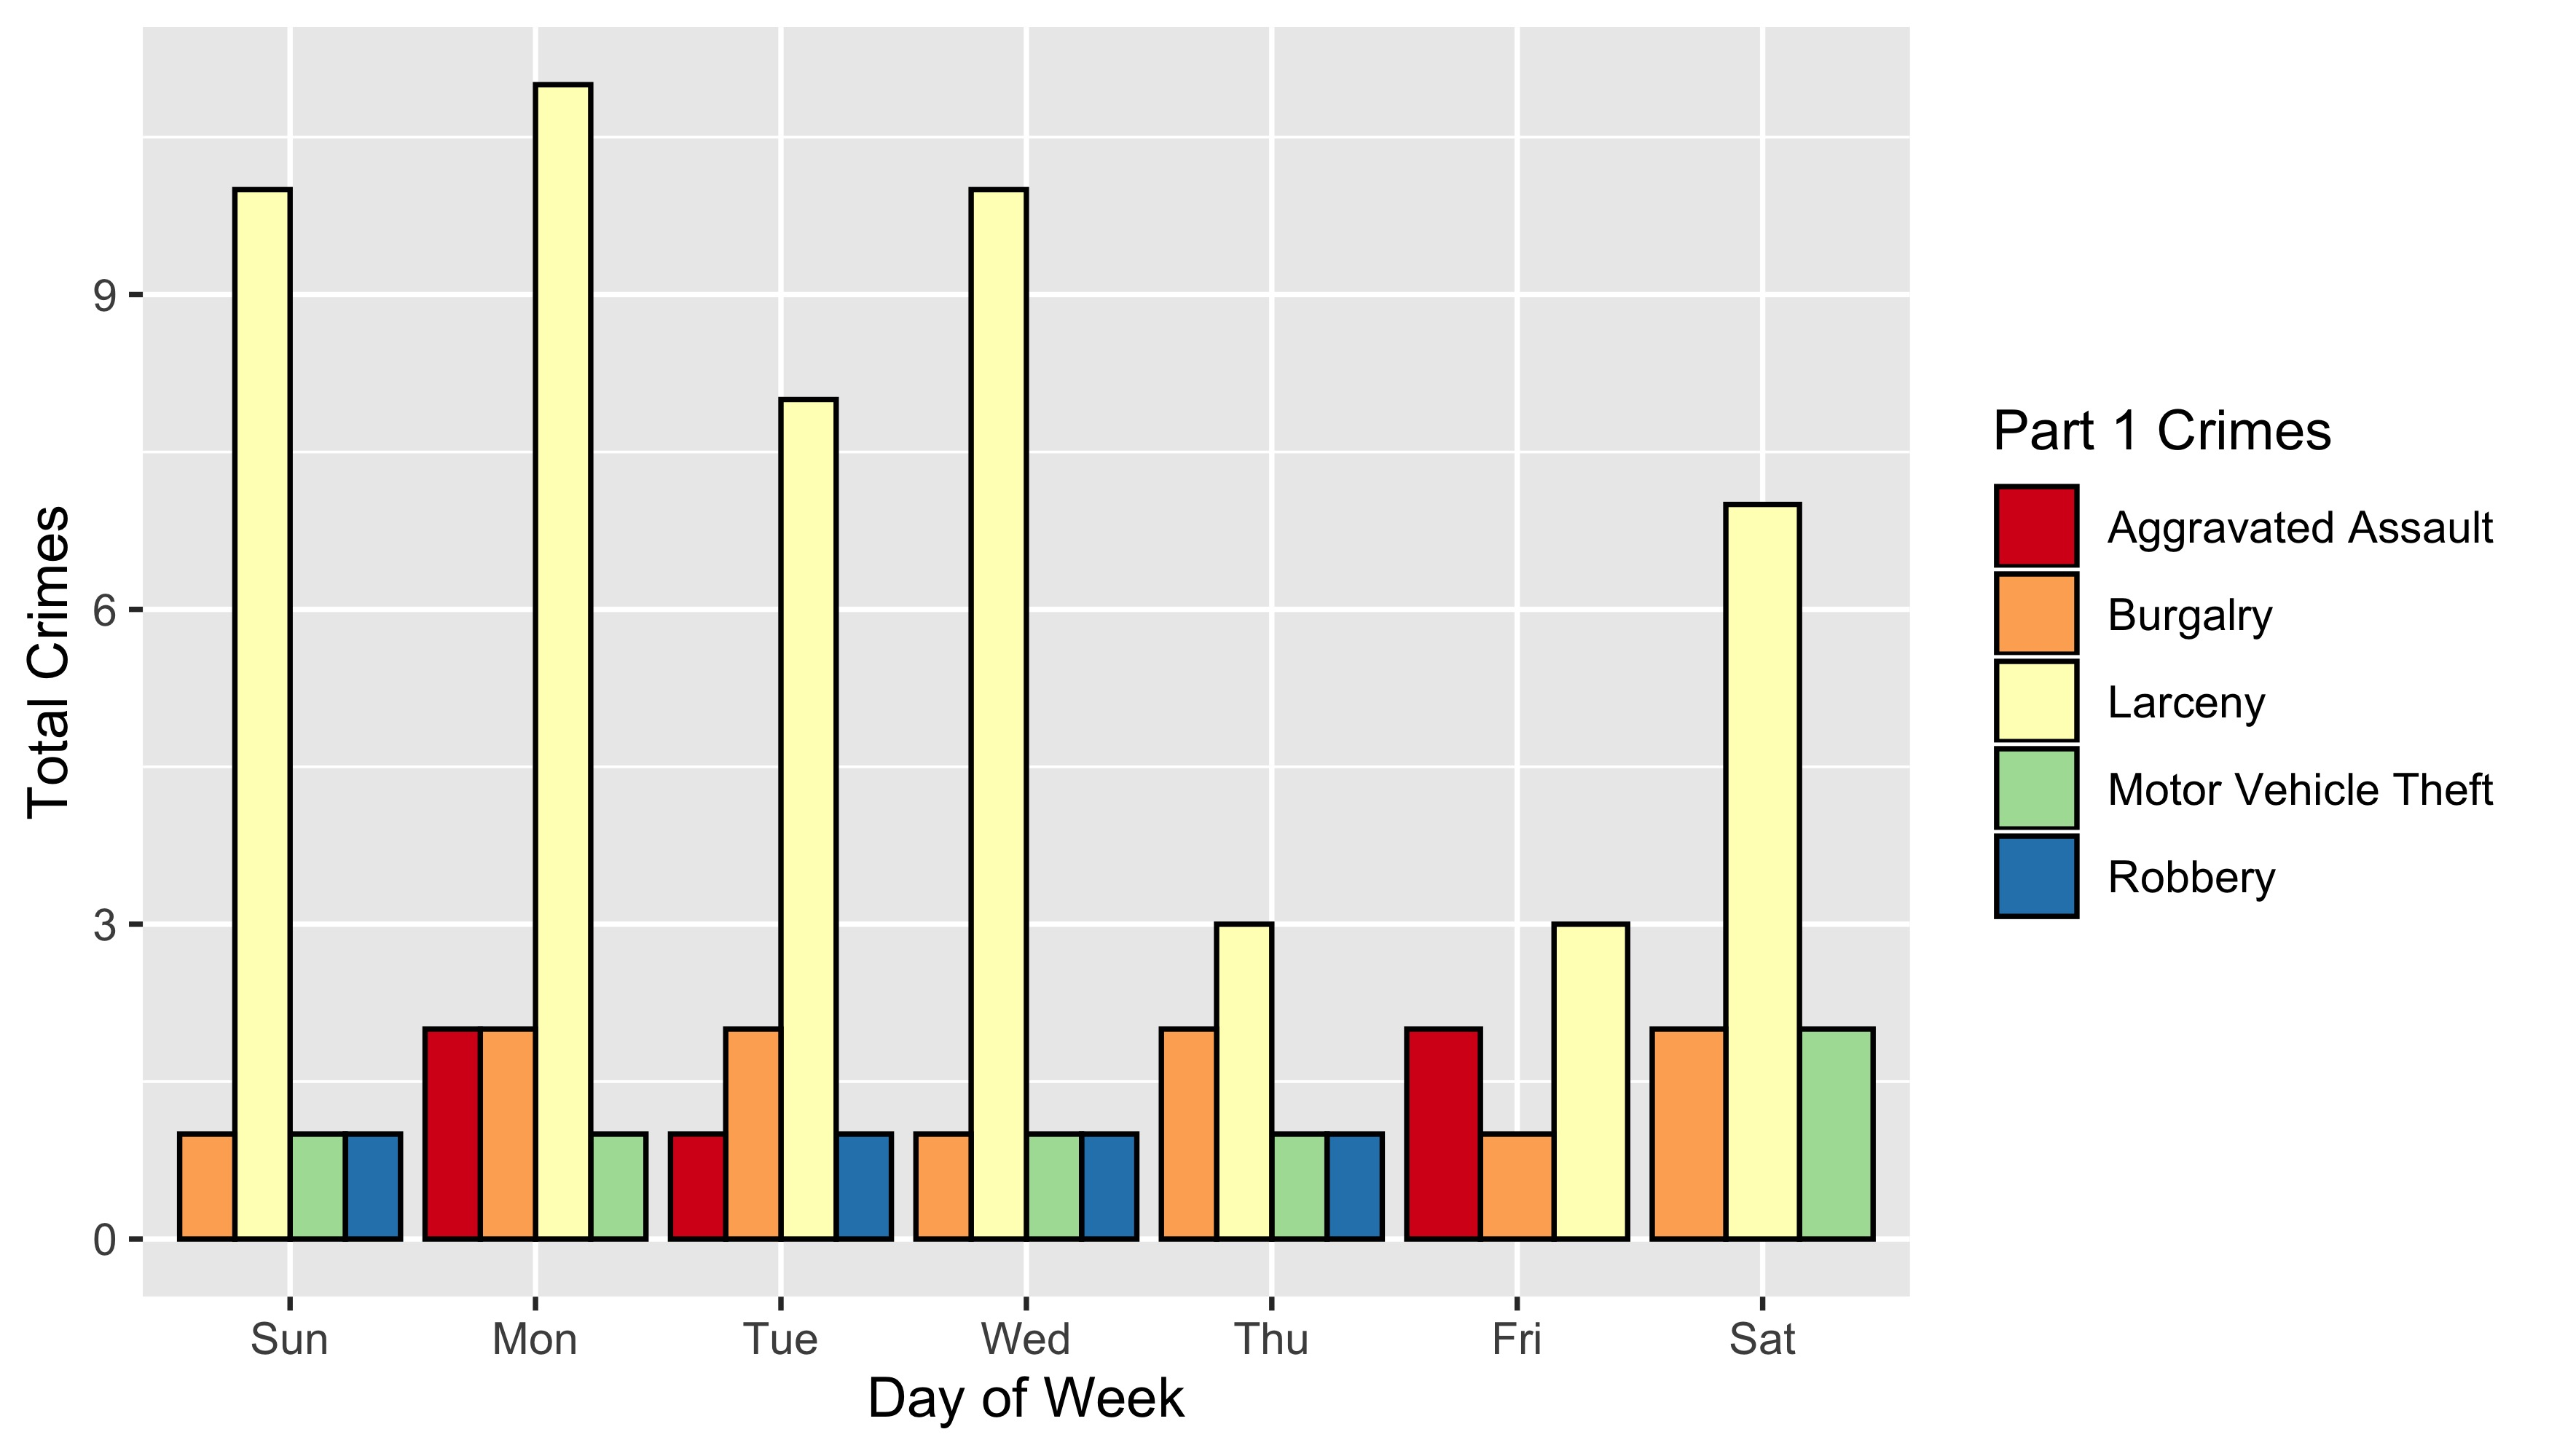 Total Crimes
9
6
3
0
Sun Mon Tue Wed Thu Fri Sat
Day of Week
Part 1 Crimes
Aggravated Assault
Burgalry
Larceny
Motor Vehicle Theft
Robbery